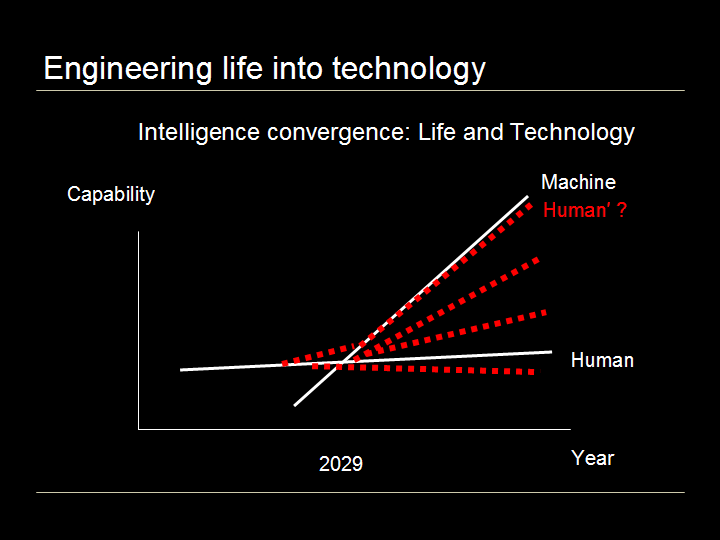 Engineering life into technology
Intelligence convergence: Life and Technology
Machine
Capability
Human' ?
Human
Year
2029